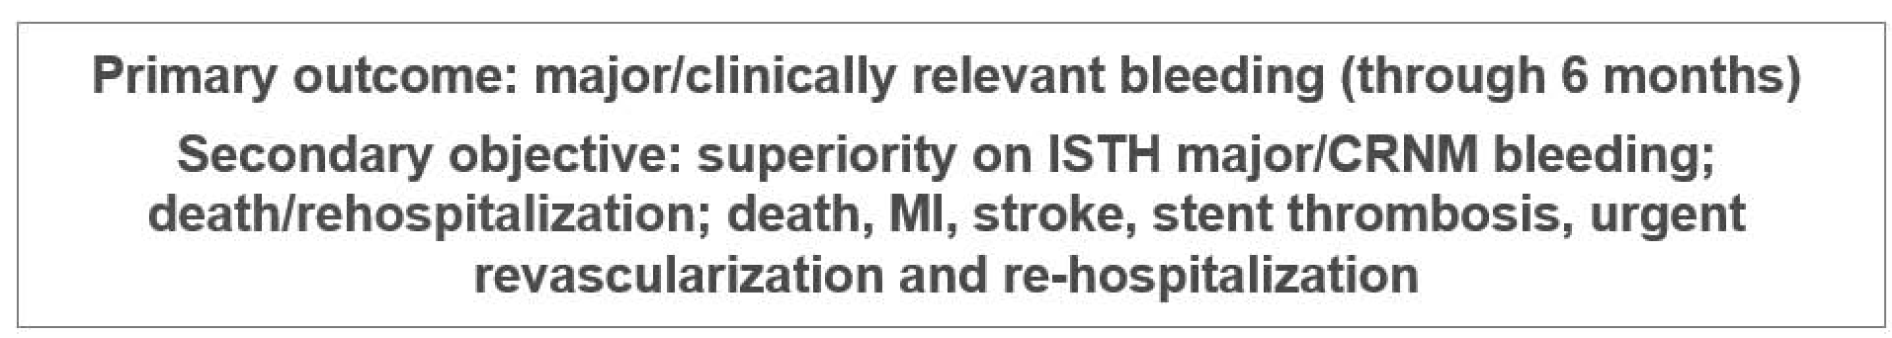 Primary outcome: major/clinically relevant bleeding (through 6 months)
Secondary objective: superiority on ISTH major/CRNM bleeding;
death/rehospitalization; death, MI, stroke, stent thrombosis, urgent
revascularization and re-hospitalization